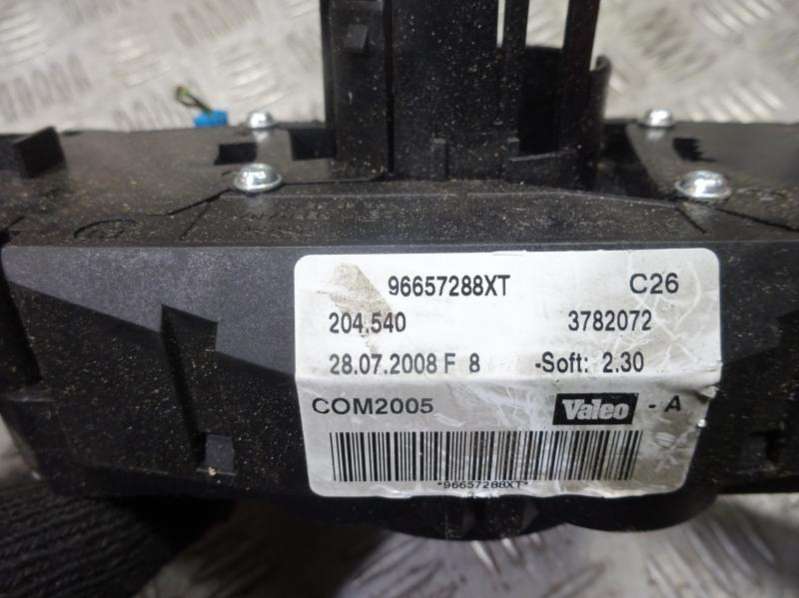 96657288XT C26
204.540 3782072
28.07.2008 F 8 -Soft: 2.30
COM2005 Valeo - A
*96657288XT*